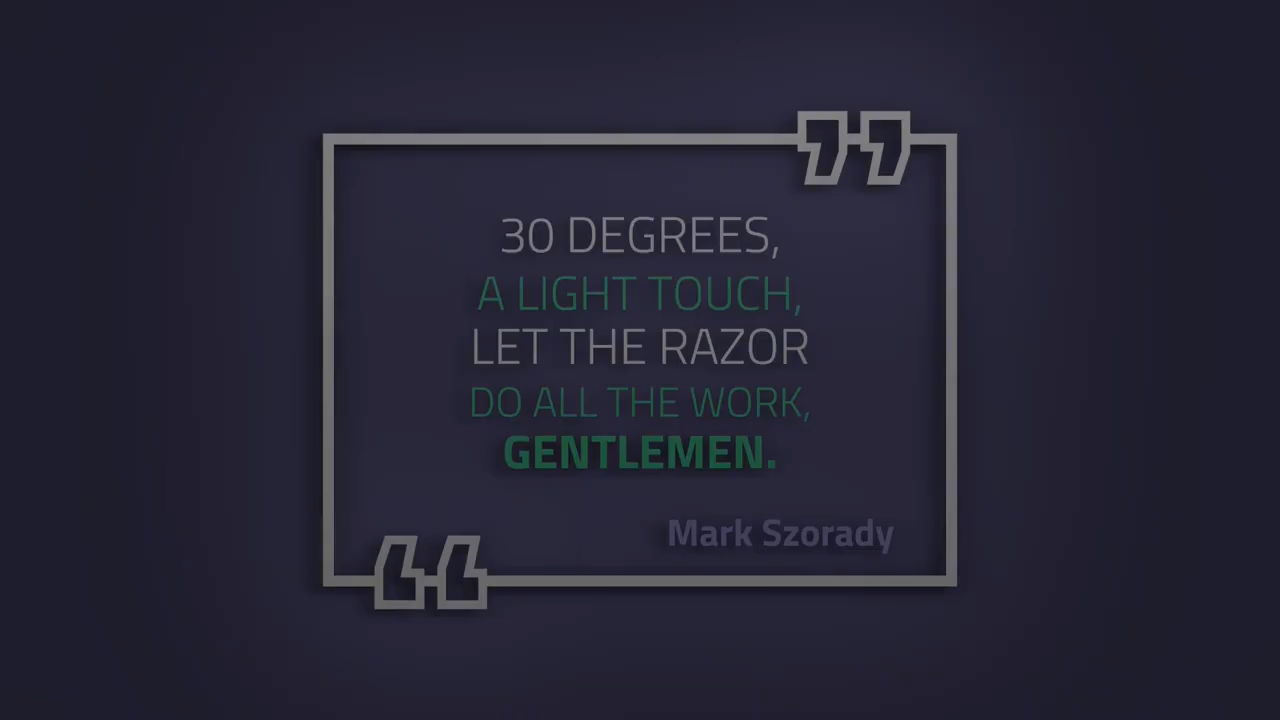 30 DEGREES,
A LIGHT TOUCH,
LET THE RAZOR
DO ALL THE WORK,
GENTLEMEN.
Mark Szorady